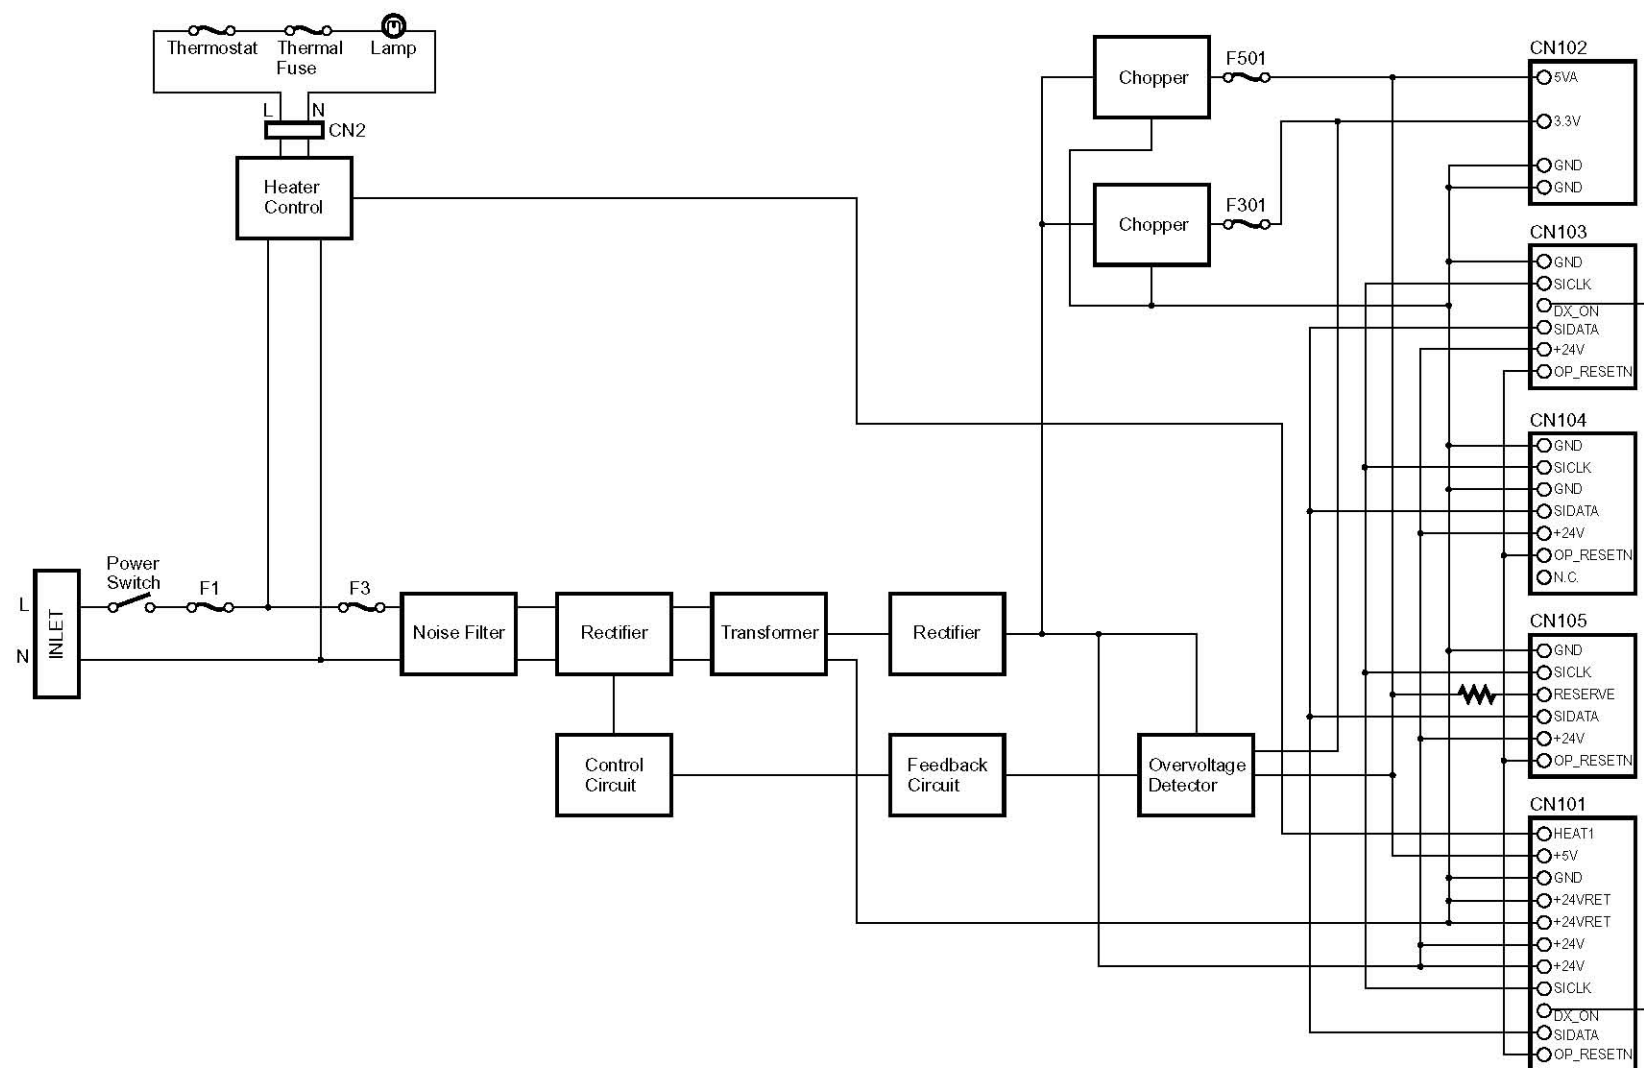 Thermostat
Thermal
Fuse
Lamp
L
N
CN2
Heater
Control
Chopper
F501
Chopper
F301
CN102
5VA
3.3V
GND
GND
CN103
GND
SICLK
DX_ON
SIDATA
+24V
OP_RESETN
CN104
GND
SICLK
GND
SIDATA
+24V
OP_RESETN
N.C.
INLET
L
N
Power
Switch
F1
F3
Noise Filter
Rectifier
Transformer
Rectifier
Control
Circuit
Feedback
Circuit
Overvoltage
Detector
CN105
GND
SICLK
RESERVE
SIDATA
+24V
OP_RESETN
CN101
HEAT1
+5V
GND
+24VRET
+24VRET
+24V
+24V
SICLK
DX_ON
SIDATA
OP_RESETN